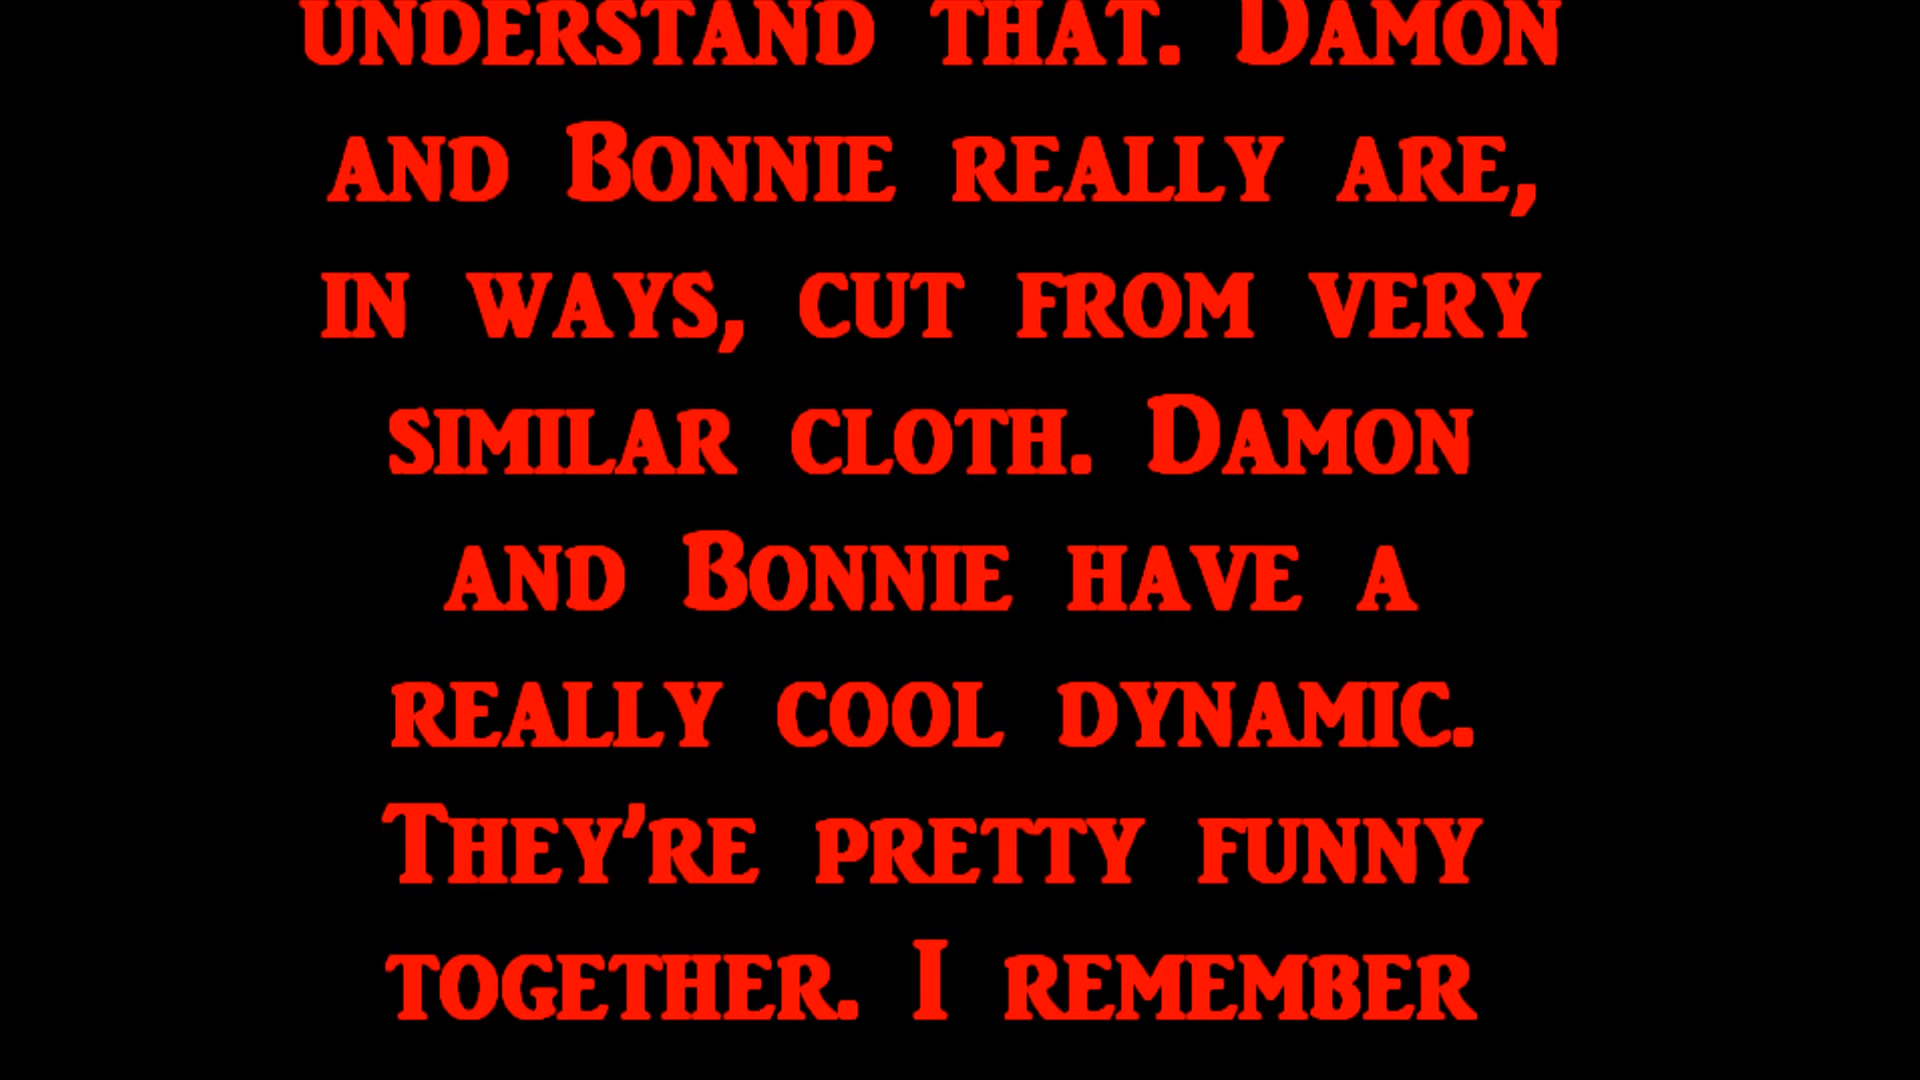 understand that. Damon
and Bonnie really are,
in ways, cut from very
similar cloth. Damon
and Bonnie have a
really cool dynamic.
They're pretty funny
together. I remember